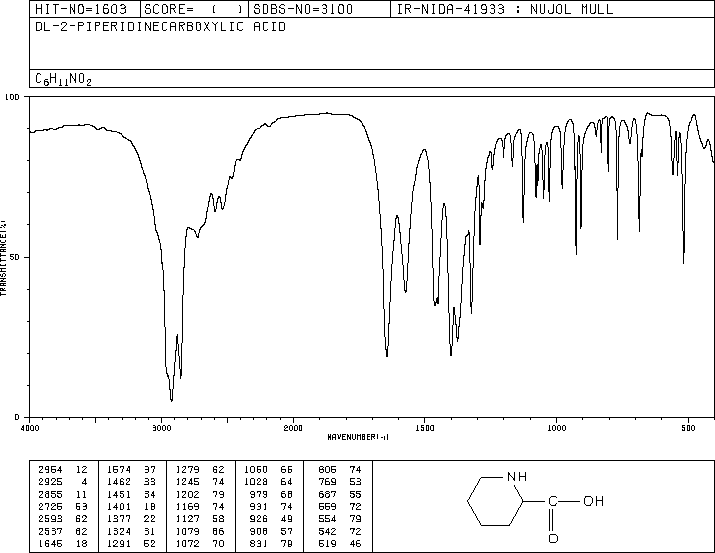 HIT-NO=1603 SCORE= ( ) SDBS-NO=3100 IR-NIDA-41933 : NUJOL MULL
DL-2-PIPERIDINECARBOXYLIC ACID
C6H11NO2
100
TRANSMITTANCE(%)
50
0
4000 3000 2000 1500 1000 500
WAVENUMBER(-1)
2954 12 1574 37 1279 62 1060 66 806 74
2925 4 1462 33 1245 74 1028 64 769 53
2855 11 1451 34 1202 79 979 68 687 55
2726 53 1401 18 1169 74 931 74 559 72
2593 62 1377 22 1127 58 926 49 554 79
2537 62 1324 31 1079 66 908 57 542 72
1645 18 1291 52 1072 70 831 79 519 46
NH
C OH
O